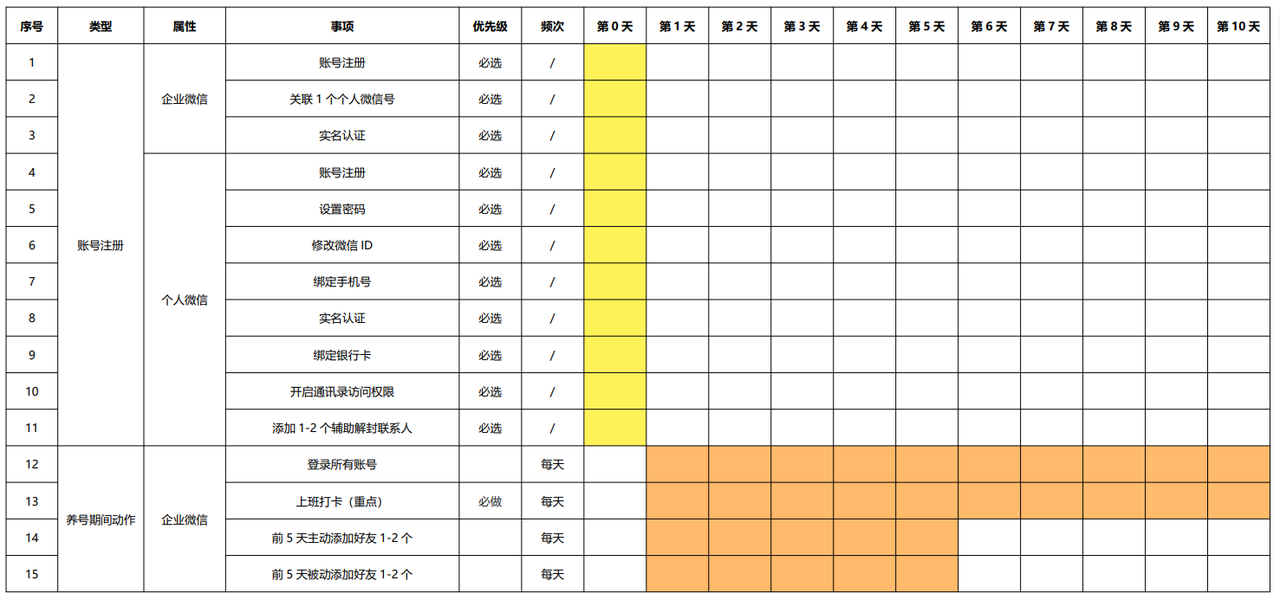 序号 类型 属性 事项 优先级 频次 第 0 天 第 1 天 第 2 天 第 3 天 第 4 天 第 5 天 第 6 天 第 7 天 第 8 天 第 9 天 第 10 天
1 账号注册 必选 /
2 企业微信 关联 1 个个人微信号 必选 /
3 实名认证 必选 /
4 账号注册 必选 /
5 设置密码 必选 /
6 账号注册 修改微信 ID 必选 /
7 绑定手机号 必选 /
个人微信
8 实名认证 必选 /
9 绑定银行卡 必选 /
10 开启通讯录访问权限 必选 /
11 添加 1-2 个辅助解封联系人 必选 /
12 登录所有账号 每天
13 上班打卡（重点） 必做 每天
养号期间动作 企业微信
14 前 5 天主动添加好友 1-2 个 每天
15 前 5 天被动添加好友 1-2 个 每天